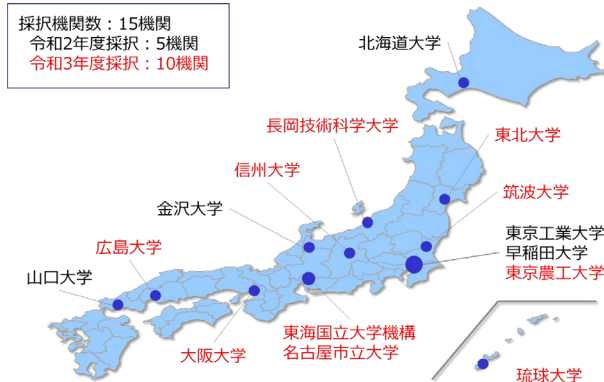 採択機関数：15機関
令和2年度採択：5機関
令和3年度採択：10機関
北海道大学
長岡技術科学大学
東北大学
信州大学
筑波大学
金沢大学
東京工業大学
早稲田大学
東京農工大学
広島大学
山口大学
東海国立大学機構
名古屋市立大学
大阪大学
琉球大学